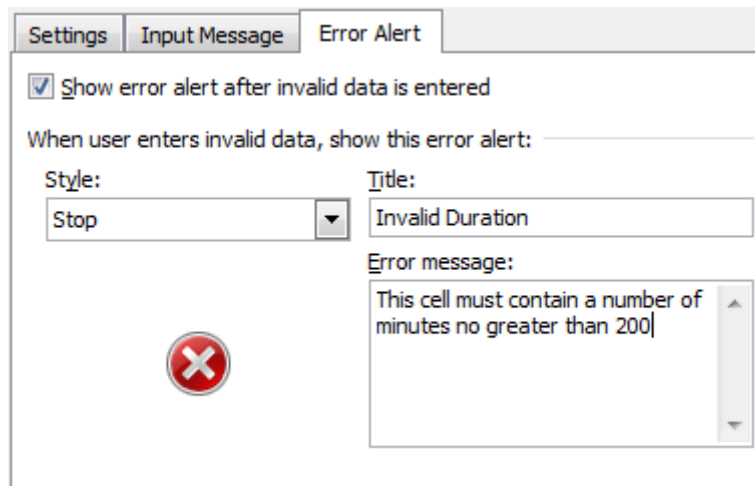 Settings Input Message Error Alert
Show error alert after invalid data is entered
When user enters invalid data, show this error alert:
Style: Title:
Stop Invalid Duration
Error message:
This cell must contain a number of
minutes no greater than 200